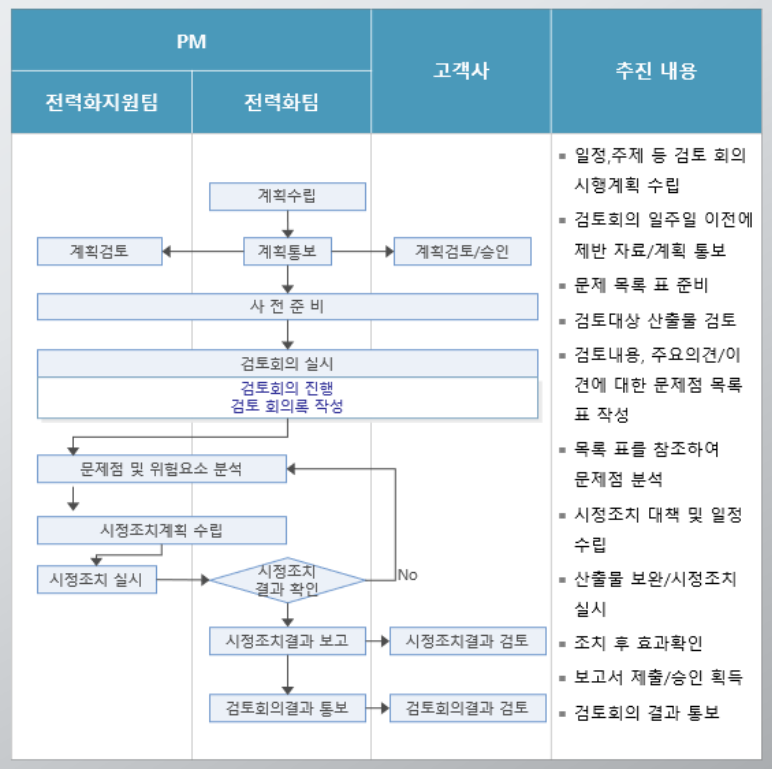 PM
고객사
추진 내용
전력화지원팀
전력화팀
계획수립
계획검토
계획통보
계획검토/승인
사 전 준 비
검토회의 실시
검토회의 진행
검토 회의록 작성
문제점 및 위험요소 분석
시정조치계획 수립
시정조치 실시
시정조치
결과 확인
No
시정조치결과 보고
시정조치결과 검토
검토회의결과 통보
검토회의결과 검토
▪ 일정,주제 등 검토 회의
시행계획 수립
▪ 검토회의 일주일 이전에
제반 자료/계획 통보
▪ 문제 목록 표 준비
▪ 검토대상 산출물 검토
▪ 검토내용, 주요의견/이
견에 대한 문제점 목록
표 작성
▪ 목록 표를 참조하여
문제점 분석
▪ 시정조치 대책 및 일정
수립
▪ 산출물 보완/시정조치
실시
▪ 조치 후 효과확인
▪ 보고서 제출/승인 획득
▪ 검토회의 결과 통보